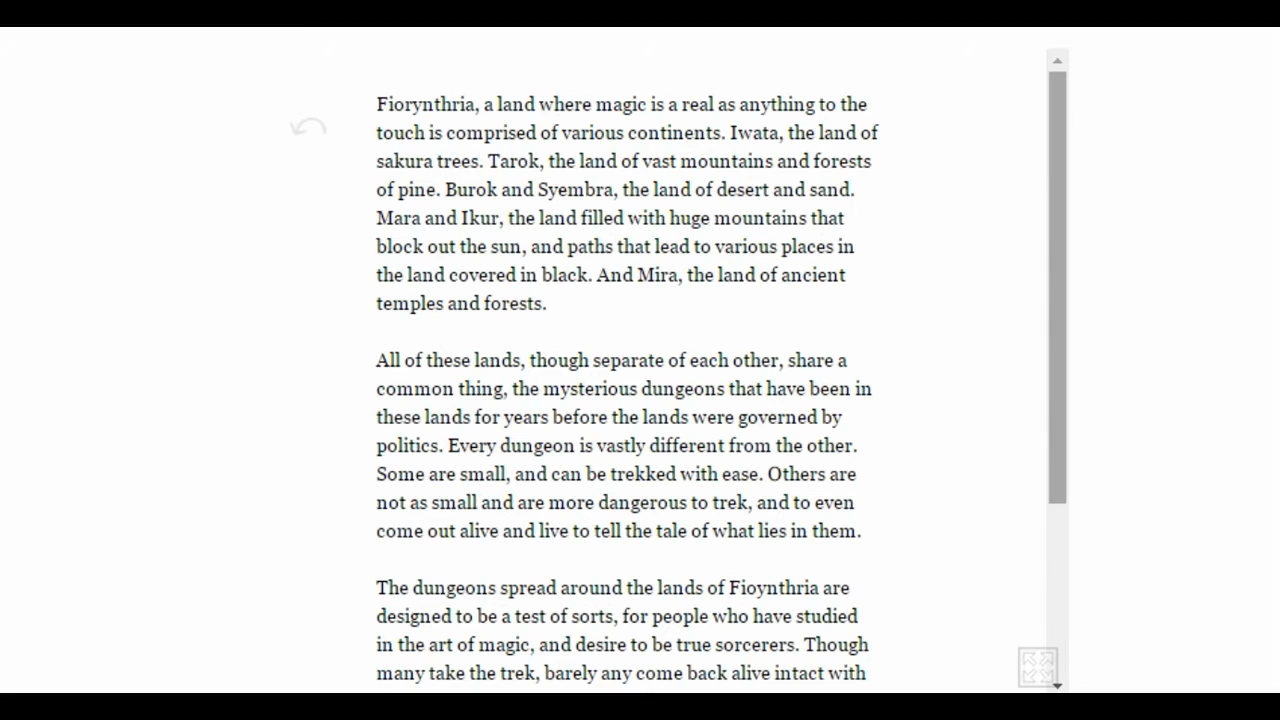 Fiorynthria, a land where magic is a real as anything to the
touch is comprised of various continents. Iwata, the land of
sakura trees. Tarok, the land of vast mountains and forests
of pine. Burok and Syembra, the land of desert and sand.
Mara and Ikur, the land filled with huge mountains that
block out the sun, and paths that lead to various places in
the land covered in black. And Mira, the land of ancient
temples and forests.
All of these lands, though separate of each other, share a
common thing, the mysterious dungeons that have been in
these lands for years before the lands were governed by
politics. Every dungeon is vastly different from the other.
Some are small, and can be trekked with ease. Others are
not as small and are more dangerous to trek, and to even
come out alive and live to tell the tale of what lies in them.
The dungeons spread around the lands of Fioynthria are
designed to be a test of sorts, for people who have studied
in the art of magic, and desire to be true sorcerers. Though
many take the trek, barely any come back alive intact with